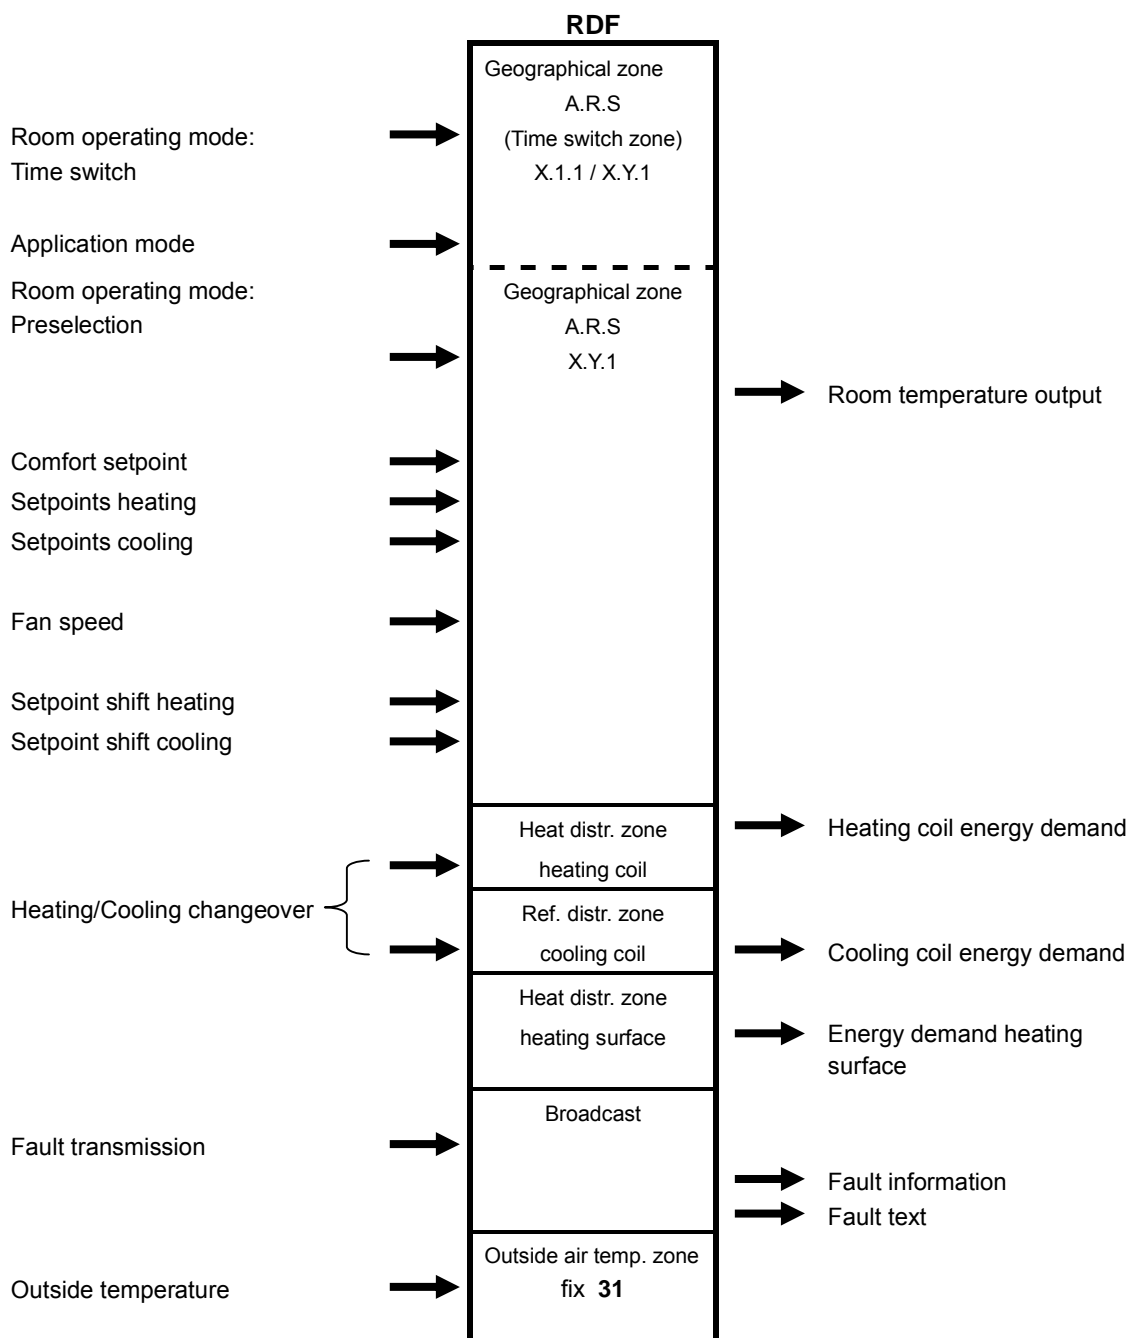 RDF
Geographical zone
A.R.S
Room operating mode:
(Time switch zone)
Time switch
X.1.1 / X.Y.1
Application mode
Room operating mode:
Geographical zone
Preselection
A.R.S
X.Y.1
Room temperature output
Comfort setpoint
Setpoints heating
Setpoints cooling
Fan speed
Setpoint shift heating
Setpoint shift cooling
Heat distr. zone
Heating coil energy demand
heating coil
Heating/Cooling changeover
Ref. distr. zone
cooling coil
Cooling coil energy demand
Heat distr. zone
heating surface
Energy demand heating
surface
Broadcast
Fault transmission
Fault information
Fault text
Outside air temp. zone
Outside temperature
fix 31